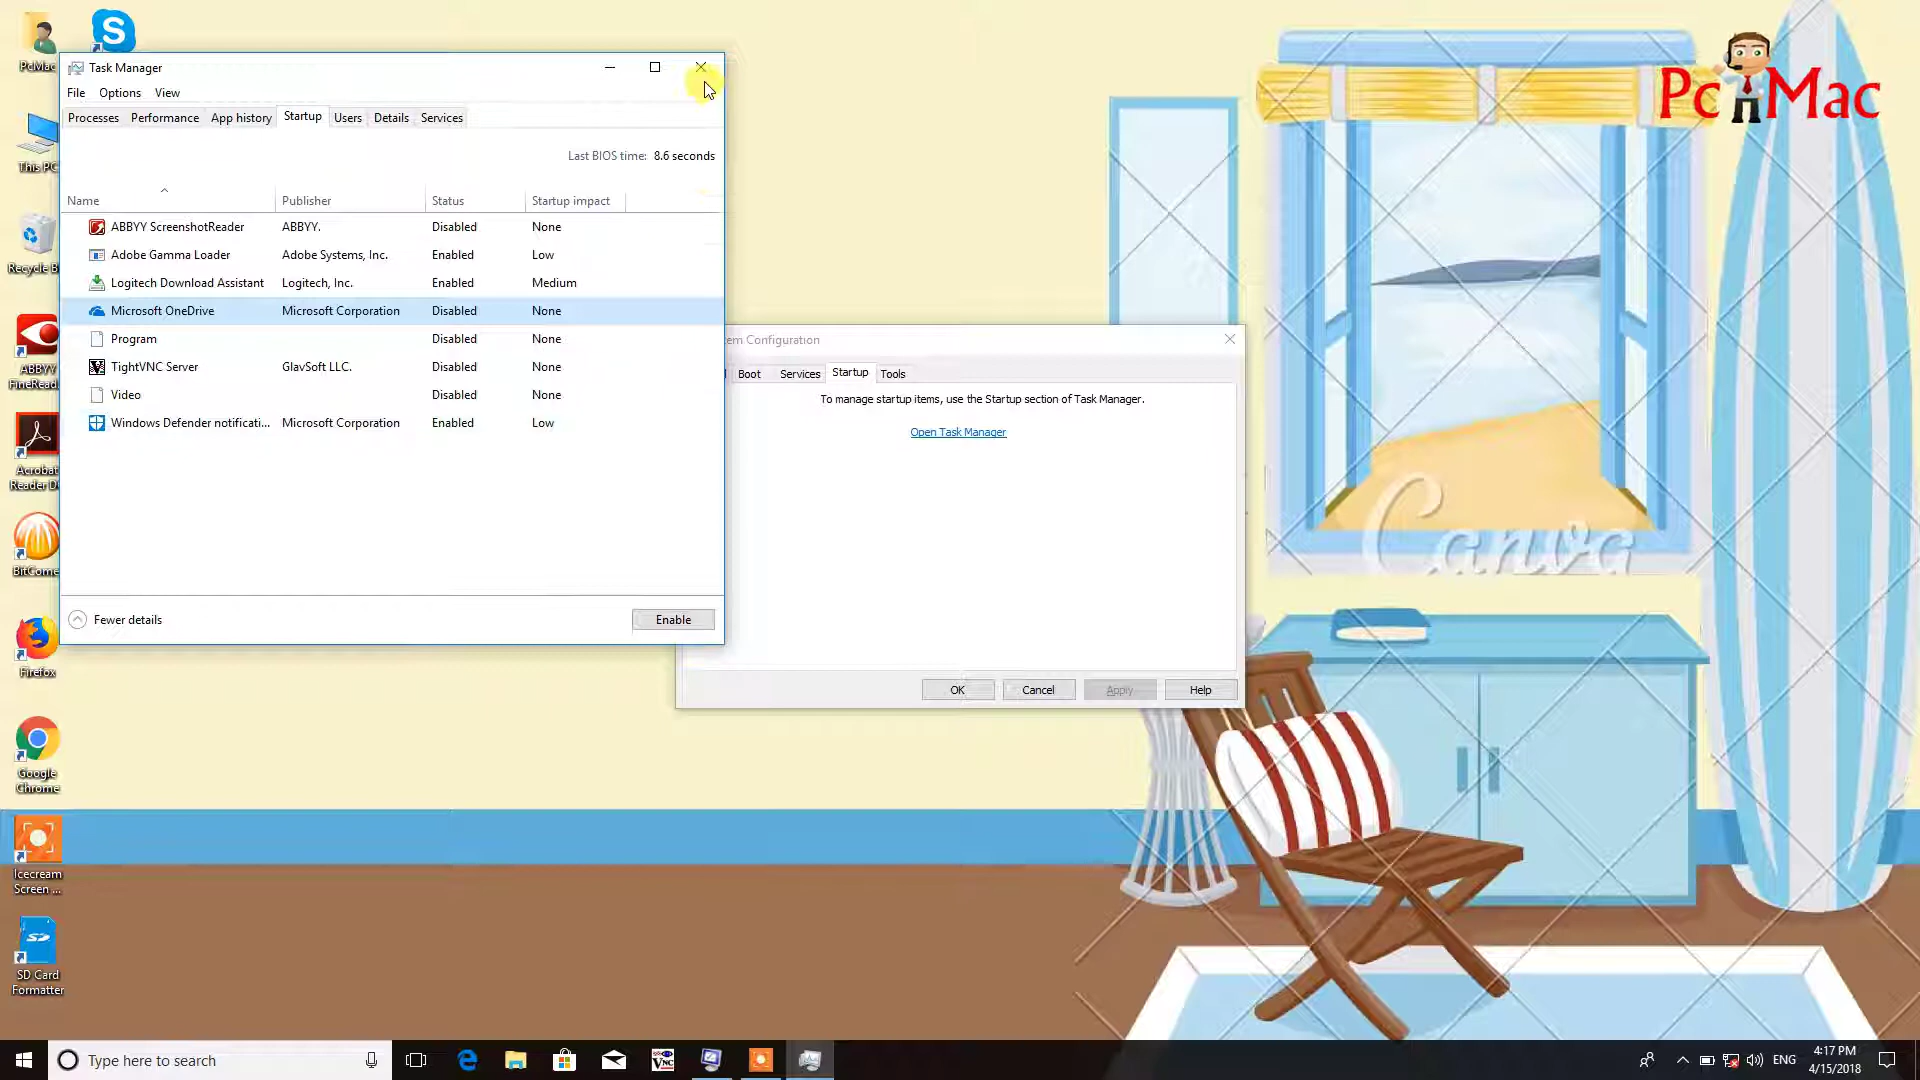 PcMac
This PC
Recycle B
ABBYY
FineRead..
Acrobat
Reader D
BitCome
Firefox
Google
Chrome
Icecream
Screen ...
SD Card
Formatter
Task Manager
File Options View
Processes Performance App history Startup Users Details Services
Last BIOS time: 8.6 seconds
Name Publisher Status Startup impact
ABBYY ScreenshotReader ABBYY. Disabled None
Adobe Gamma Loader Adobe Systems, Inc. Enabled Low
Logitech Download Assistant Logitech, Inc. Enabled Medium
Microsoft OneDrive Microsoft Corporation Disabled None
Program Disabled None
TightVNC Server GlavSoft LLC. Disabled None
Video Disabled None
Windows Defender notificati... Microsoft Corporation Enabled Low
Fewer details Enable
em Configuration
Boot Services Startup Tools
To manage startup items, use the Startup section of Task Manager.
Open Task Manager
OK Cancel Apply Help
Pc Mac
Canva
Type here to search
ENG
4:17 PM
4/15/2018